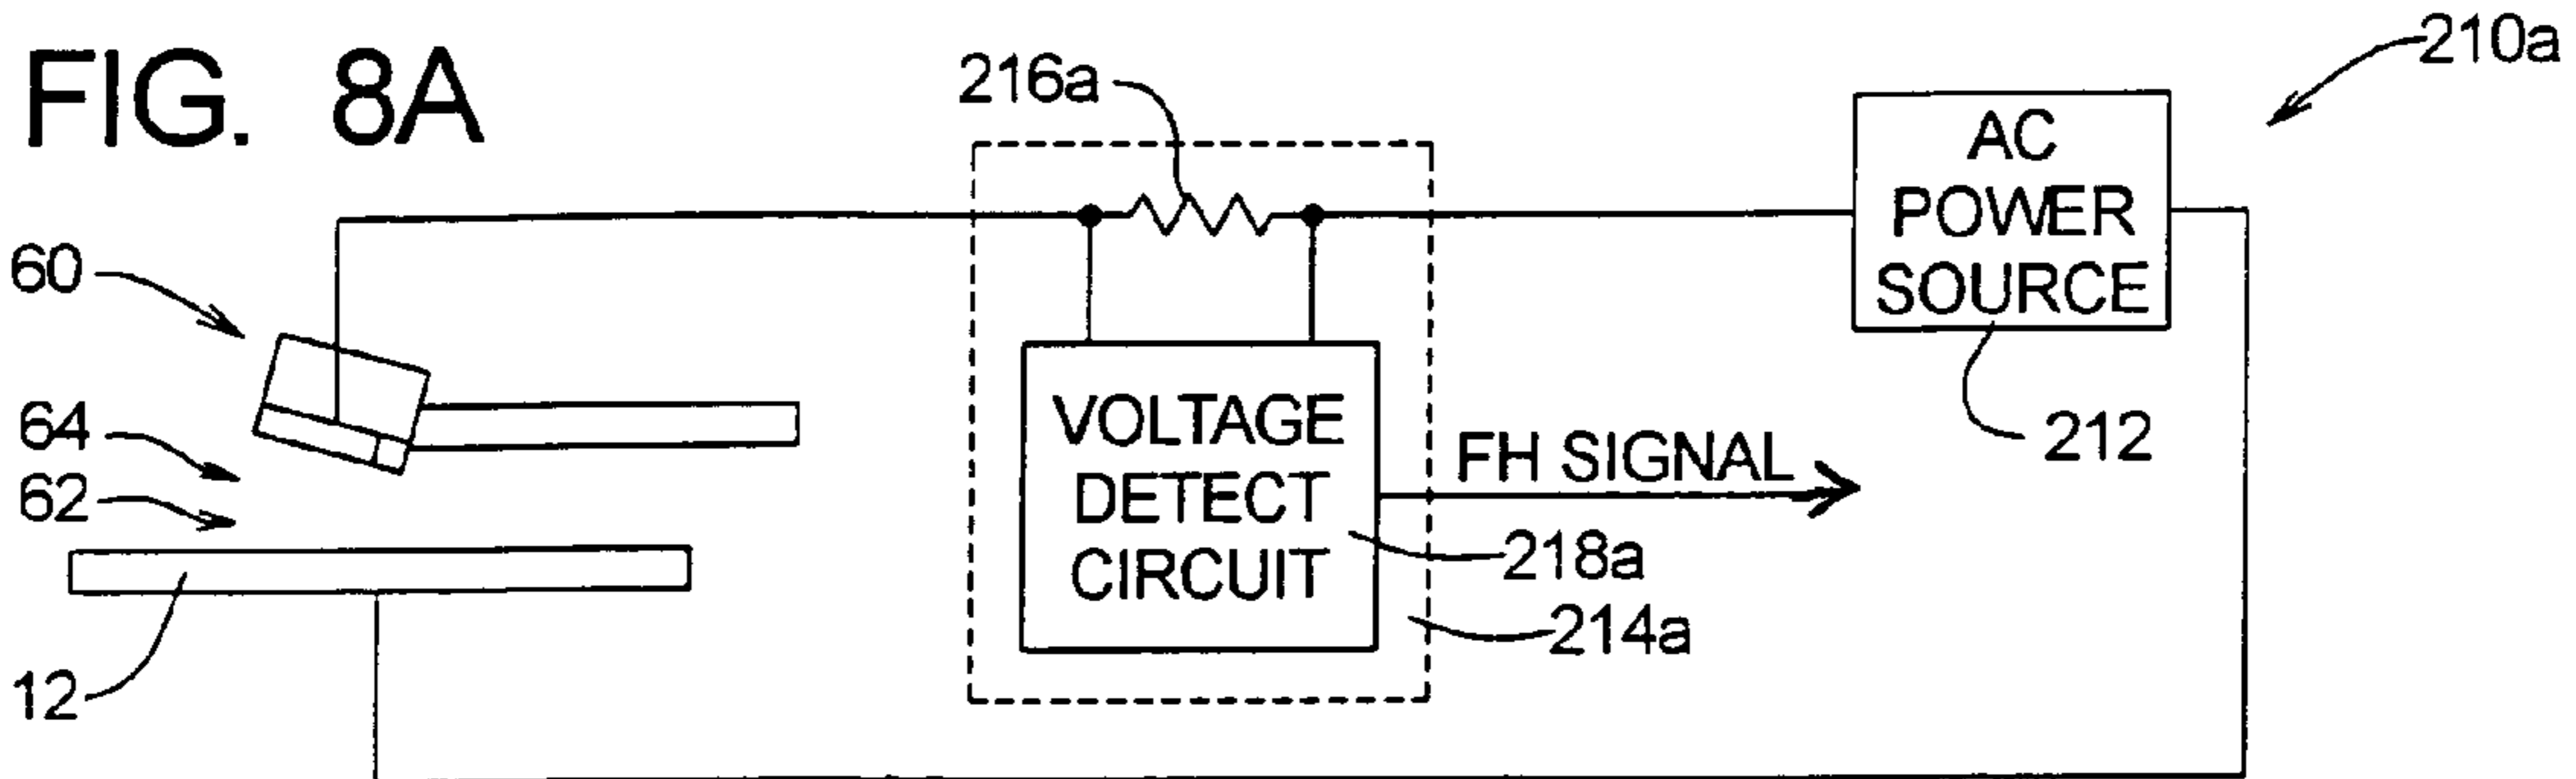 FIG. 8A
210a
216a
AC
POWER
SOURCE
60
VOLTAGE
DETECT
CIRCUIT
64
62
FH SIGNAL
212
218a
214a
12